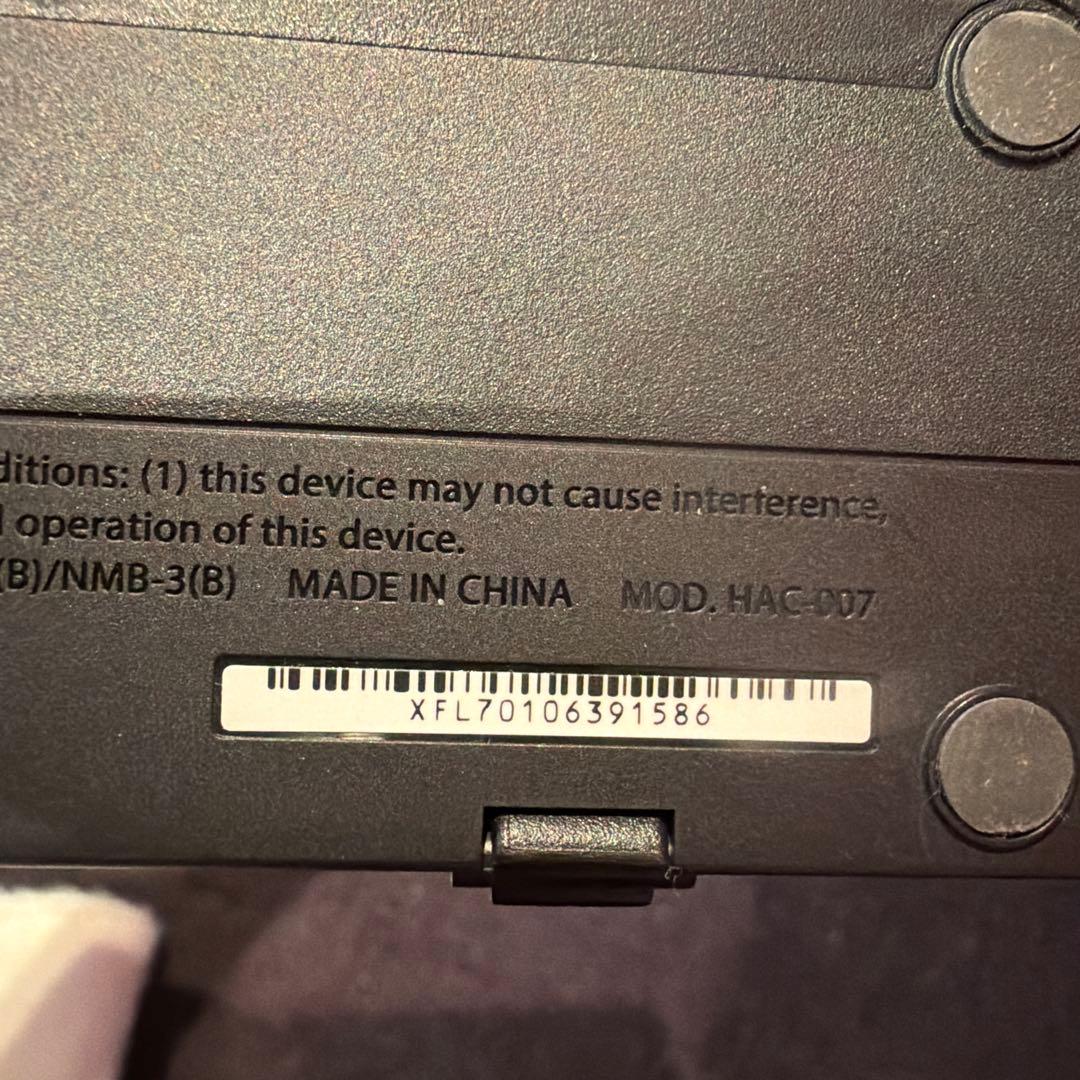 ditions: (1) this device may not cause interference,
operation of this device.
(B)/NMB-3(B) MADE IN CHINA MOD. HAC-007
XFL70106391586